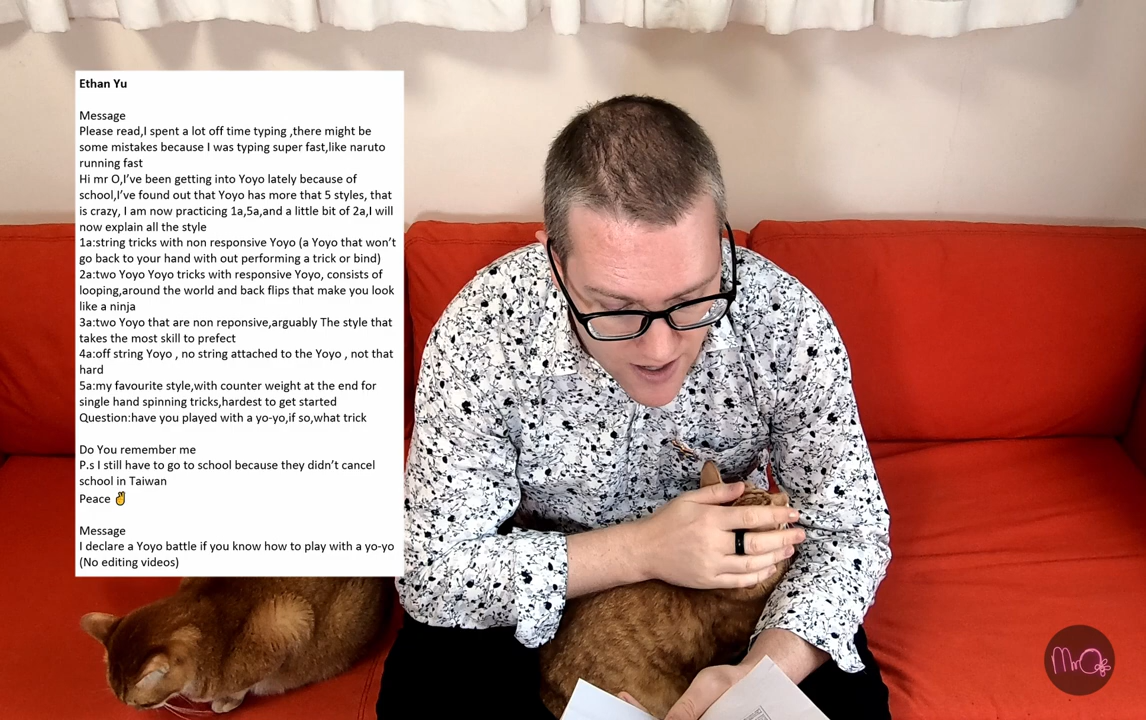 Ethan Yu
Message
Please read,I spent a lot off time typing ,there might be
some mistakes because I was typing super fast,like naruto
running fast
Hi mr O,I've been getting into Yoyo lately because of
school,I've found out that Yoyo has more that 5 styles, that
is crazy, I am now practicing 1a,5a,and a little bit of 2a,I will
now explain all the style
1a:string tricks with non responsive Yoyo (a Yoyo that won't
go back to your hand with out performing a trick or bind)
2a:two Yoyo Yoyo tricks with responsive Yoyo, consists of
looping,around the world and back flips that make you look
like a ninja
3a:two Yoyo that are non reponsive,arguably The style that
takes the most skill to prefect
4a:off string Yoyo , no string attached to the Yoyo , not that
hard
5a:my favourite style,with counter weight at the end for
single hand spinning tricks,hardest to get started
Question:have you played with a yo-yo,if so,what trick
Do You remember me
P.s I still have to go to school because they didn't cancel
school in Taiwan
Peace ✌
Message
I declare a Yoyo battle if you know how to play with a yo-yo
(No editing videos)